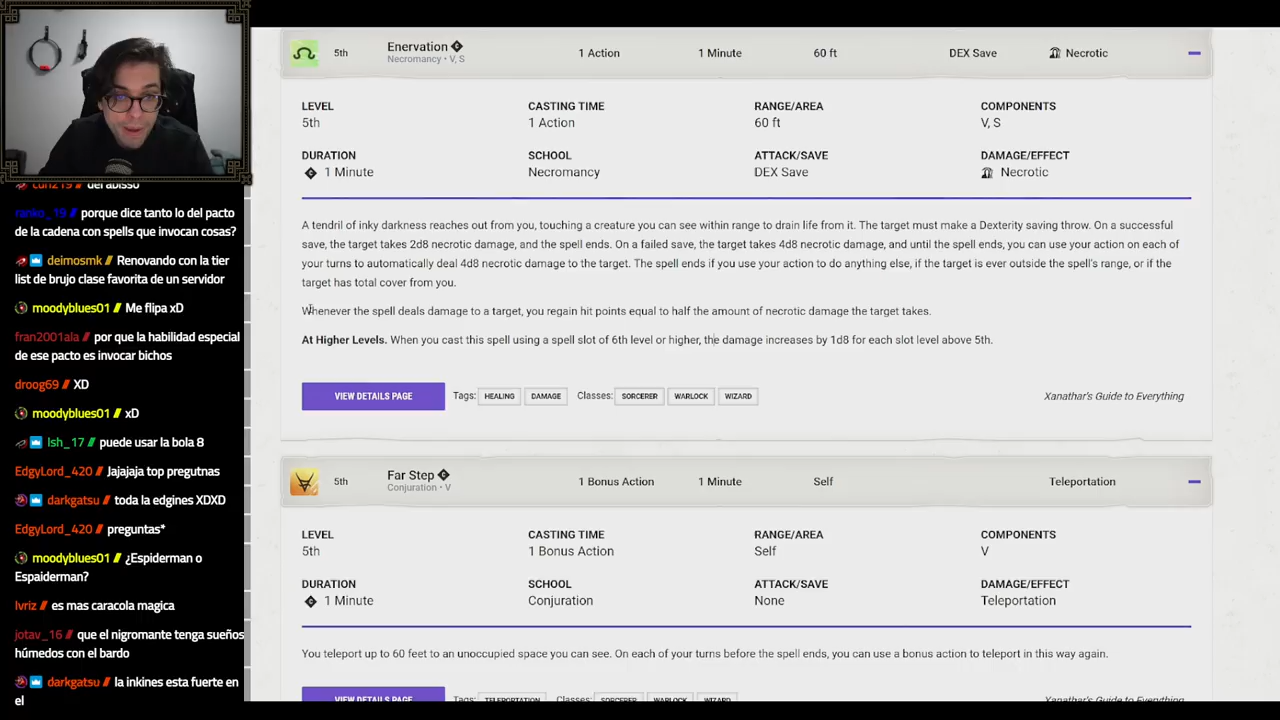 curiz19 // del abisso
ranko_19 // porque dice tanto lo del pacto
de la cadena con spells que invocan cosas?
deimosmk // Renovando con la tier
list de brujo clase favorita de un servidor
moodyblues01 // Me flipa xD
fran2001ala // por que la habilidad especial
de ese pacto es invocar bichos
droog69 // XD
moodyblues01 // xD
lsh_17 // puede usar la bola 8
EdgyLord_420 // Jajajaja top pregutnas
darkgatsu // toda la edgines XDXD
EdgyLord_420 // preguntas*
moodyblues01 // ¿Espiderman o
Espaiderman?
lvriz // es mas caracola magica
jotav_16 // que el nigromante tenga sueños
húmedos con el bardo
darkgatsu // la inkines esta fuerte en
el
5th Enervation 1 Action 1 Minute 60 ft DEX Save Necrotic
Necromancy • V, S
LEVEL CASTING TIME RANGE/AREA COMPONENTS
5th 1 Action 60 ft V, S
DURATION SCHOOL ATTACK/SAVE DAMAGE/EFFECT
1 Minute Necromancy DEX Save Necrotic
A tendril of inky darkness reaches out from you, touching a creature you can see within range to drain life from it. The target must make a Dexterity saving throw. On a successful
save, the target takes 2d8 necrotic damage, and the spell ends. On a failed save, the target takes 4d8 necrotic damage, and until the spell ends, you can use your action on each of
your turns to automatically deal 4d8 necrotic damage to the target. The spell ends if you use your action to do anything else, if the target is ever outside the spell's range, or if the
target has total cover from you.
Whenever the spell deals damage to a target, you regain hit points equal to half the amount of necrotic damage the target takes.
At Higher Levels. When you cast this spell using a spell slot of 6th level or higher, the damage increases by 1d8 for each slot level above 5th.
VIEW DETAILS PAGE Tags: HEALING DAMAGE Classes: SORCERER WARLOCK WIZARD Xanathar's Guide to Everything
5th Far Step 1 Bonus Action 1 Minute Self Teleportation
Conjuration • V
LEVEL CASTING TIME RANGE/AREA COMPONENTS
5th 1 Bonus Action Self V
DURATION SCHOOL ATTACK/SAVE DAMAGE/EFFECT
1 Minute Conjuration None Teleportation
You teleport up to 60 feet to an unoccupied space you can see. On each of your turns before the spell ends, you can use a bonus action to teleport in this way again.
VIEW DETAILS PAGE Tags: TELEPORTATION Classes: SORCERER WARLOCK WIZARD Xanathar's Guide to Everything